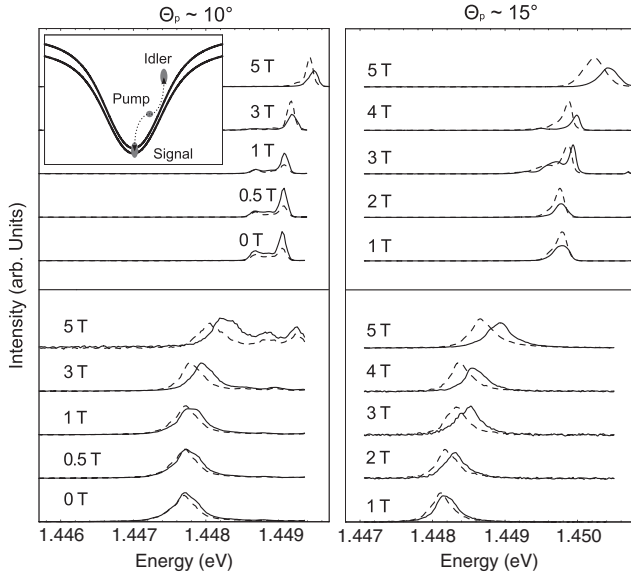 Θp ~ 10°
Θp ~ 15°
Idler
Pump
Signal
5 T
3 T
1 T
0.5 T
0 T
5 T
4 T
3 T
2 T
1 T
Intensity (arb. Units)
5 T
3 T
1 T
0.5 T
0 T
5 T
4 T
3 T
2 T
1 T
1.446 1.447 1.448 1.449
1.447 1.448 1.449 1.450
Energy (eV)
Energy (eV)